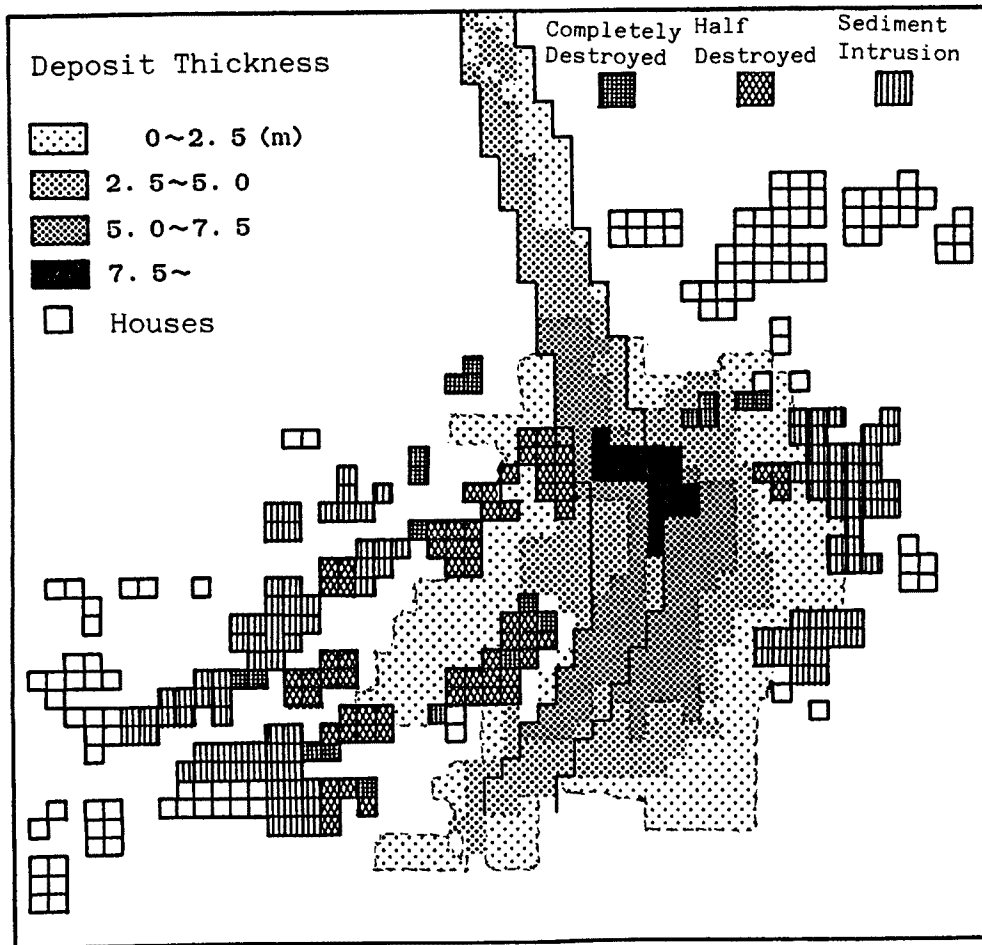 Deposit Thickness
0~2.5 (m)
2.5~5.0
5.0~7.5
7.5~
Houses
Completely
Destroyed
Half
Destroyed
Sediment
Intrusion